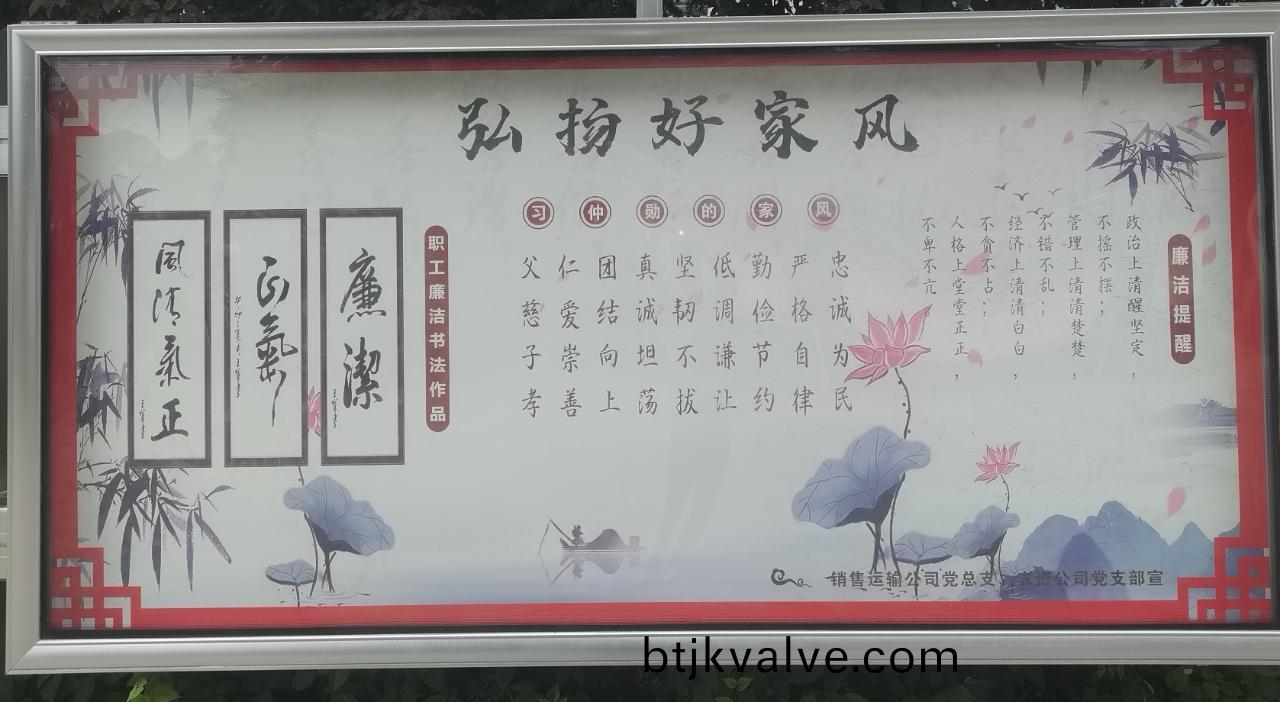 弘扬好家风
廉洁提醒
政治上清醒坚定，
不摇不摆；
管理上清清楚楚，
不错不乱；
经济上清清白白，
不贪不占；
人格上堂堂正正，
不卑不亢
习仲勋的家风
忠诚为民
严格自律
勤俭节约
低调谦让
坚韧不拔
真诚坦荡
团结向上
仁爱崇善
父慈子孝
职工廉洁书法作品
廉潔
正氣
風清氣正
销售运输公司党总支 农资公司党支部宣
btjkvalve.com